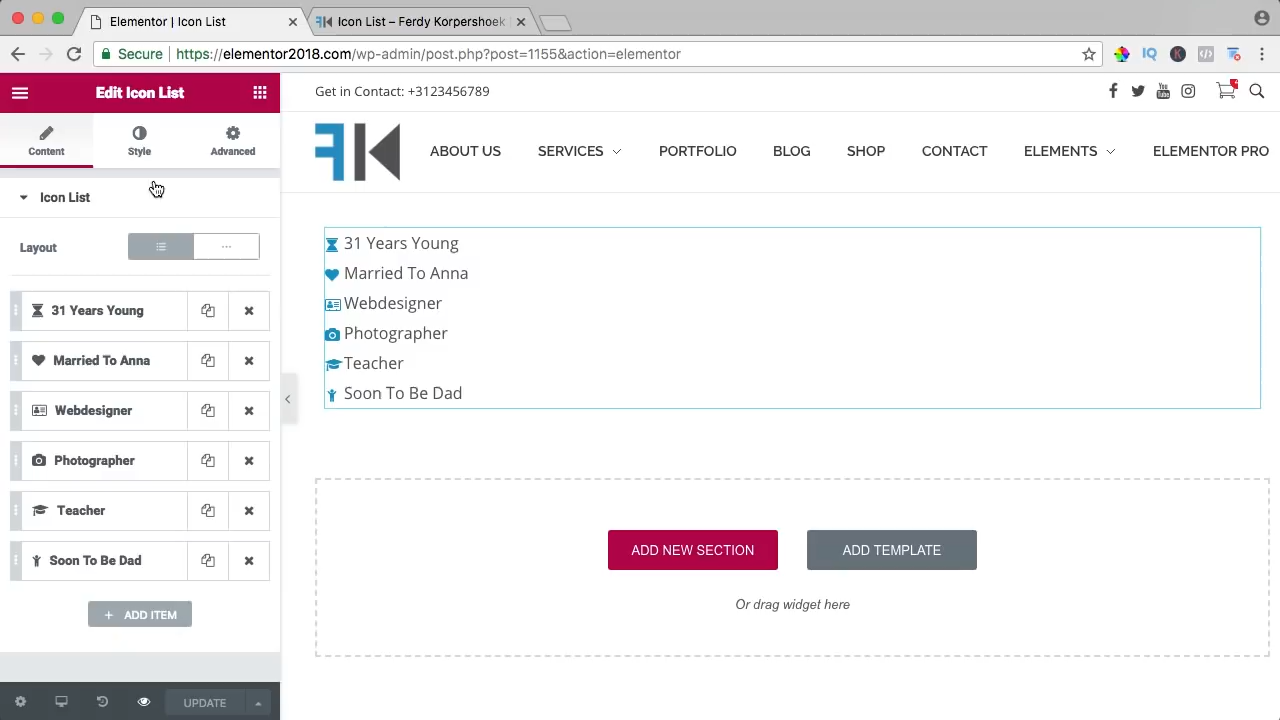 Elementor | Icon List
Icon List – Ferdy Korpershoek
Secure
https://elementor2018.com/wp-admin/post.php?post=1155&action=elementor
Edit Icon List
Content
Style
Advanced
Icon List
Layout
31 Years Young
Married To Anna
Webdesigner
Photographer
Teacher
Soon To Be Dad
+ ADD ITEM
UPDATE
Get in Contact: +3123456789
FK
ABOUT US
SERVICES
PORTFOLIO
BLOG
SHOP
CONTACT
ELEMENTS
ELEMENTOR PRO
31 Years Young
Married To Anna
Webdesigner
Photographer
Teacher
Soon To Be Dad
ADD NEW SECTION
ADD TEMPLATE
Or drag widget here